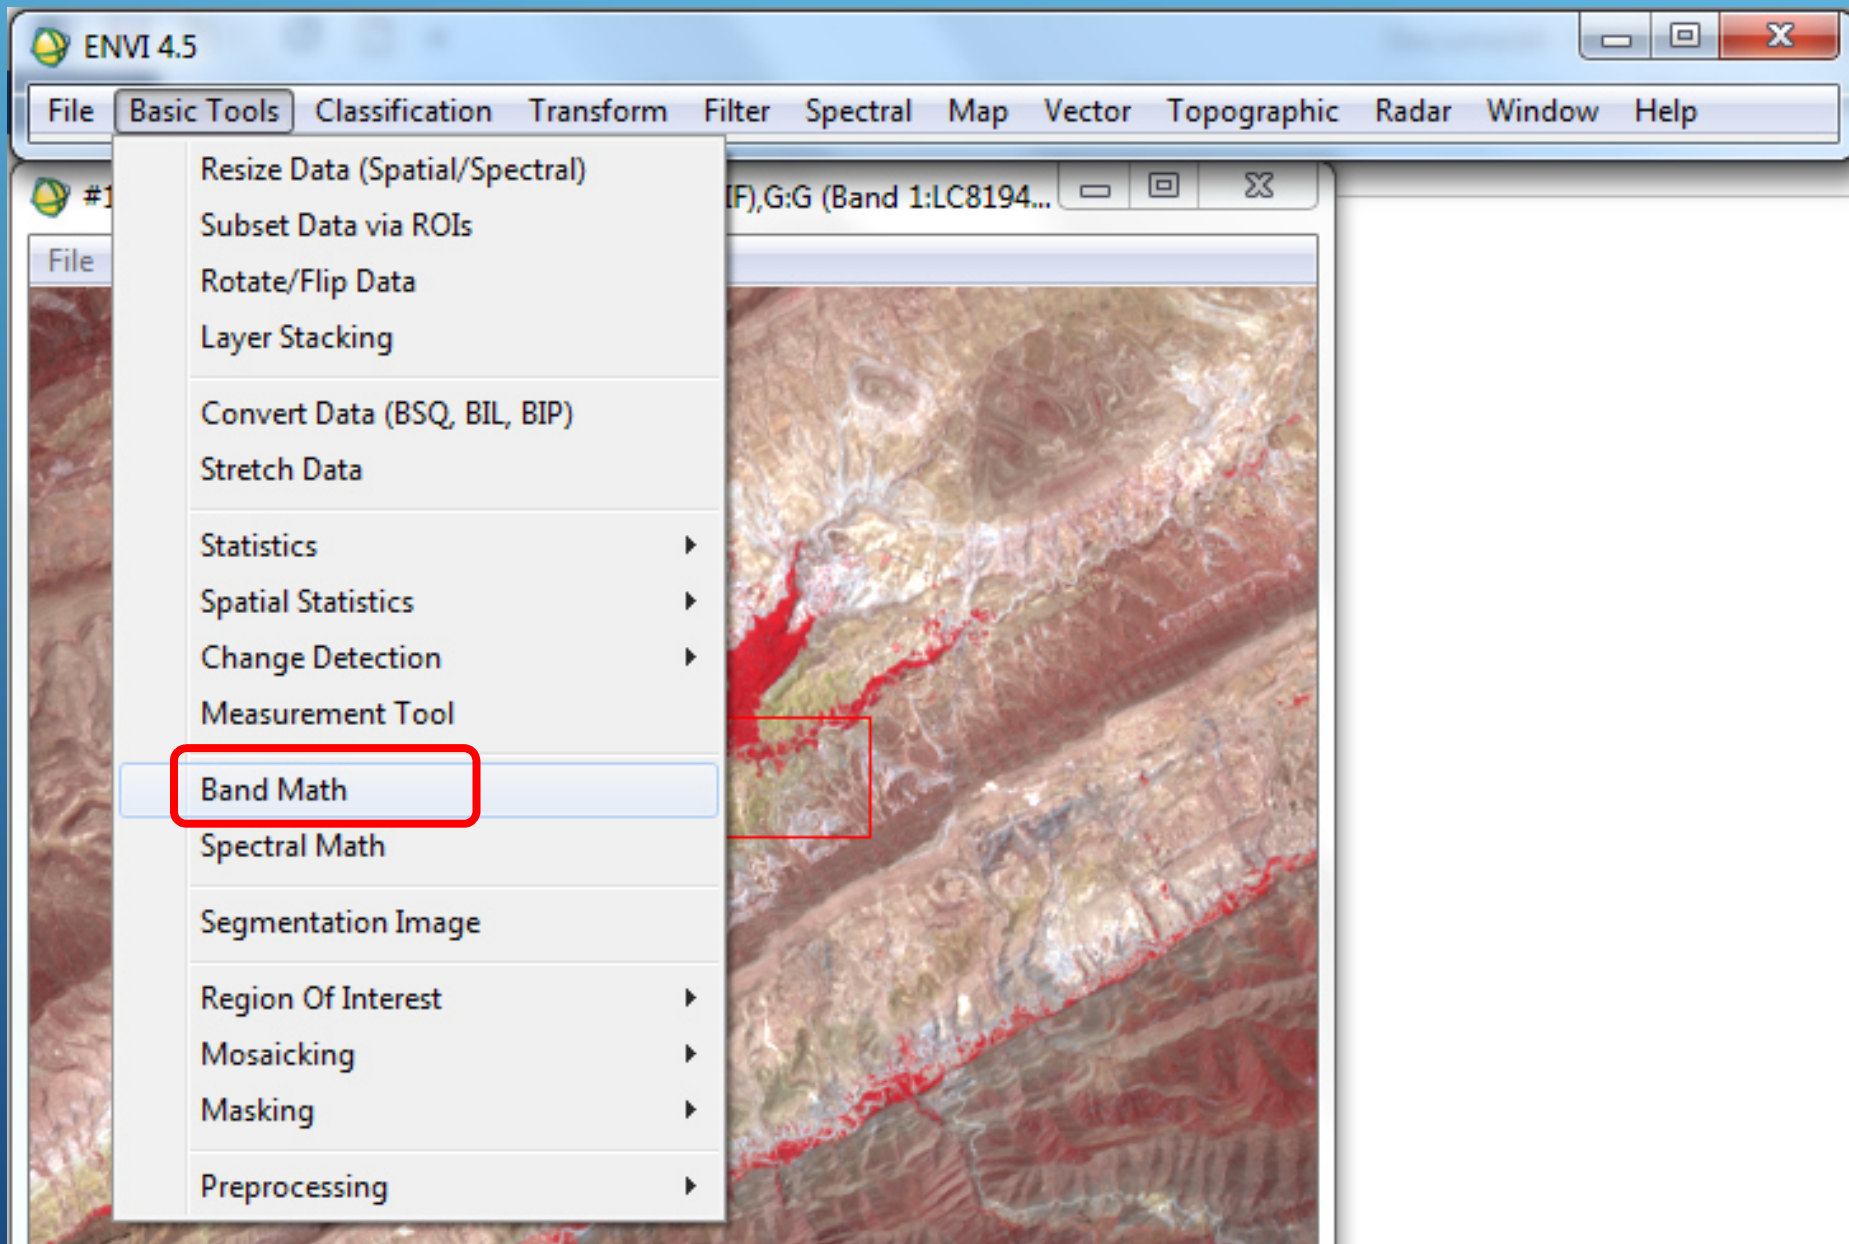 ENVI 4.5
File Basic Tools Classification Transform Filter Spectral Map Vector Topographic Radar Window Help
#1 IF),G:G (Band 1:LC8194...
File
Resize Data (Spatial/Spectral)
Subset Data via ROIs
Rotate/Flip Data
Layer Stacking
Convert Data (BSQ, BIL, BIP)
Stretch Data
Statistics
Spatial Statistics
Change Detection
Measurement Tool
Band Math
Spectral Math
Segmentation Image
Region Of Interest
Mosaicking
Masking
Preprocessing